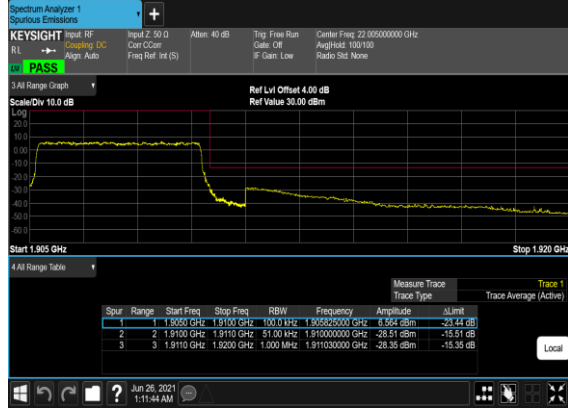 Spectrum Analyzer 1
Spurious Emissions
+
KEYSIGHT Input: RF Input Z: 50 Ω Atten: 40 dB Trig: Free Run Center Freq: 22.005000000 GHz
RL Coupling: DC Corr CCorr Gate: Off Avg|Hold: 100/100
Align: Auto Freq Ref: Int (S) IF Gain: Low Radio Std: None
PASS
3 All Range Graph
Ref Lvl Offset 4.00 dB
Scale/Div 10.0 dB Ref Value 30.00 dBm
Log
20.0
10.0
0.00
-10.0
-20.0
-30.0
-40.0
-50.0
-60.0
Start 1.905 GHz Stop 1.920 GHz
4 All Range Table
Measure Trace Trace 1
Trace Type Trace Average (Active)
Spur Range Start Freq Stop Freq RBW Frequency Amplitude ΔLimit
1 1 1.9050 GHz 1.9100 GHz 100.0 kHz 1.905825000 GHz 6.564 dBm -23.44 dB
2 2 1.9100 GHz 1.9110 GHz 51.00 kHz 1.910000000 GHz -28.51 dBm -15.51 dB
3 3 1.9110 GHz 1.9200 GHz 1.000 MHz 1.911030000 GHz -28.35 dBm -15.35 dB
Local
? Jun 26, 2021
1:11:44 AM